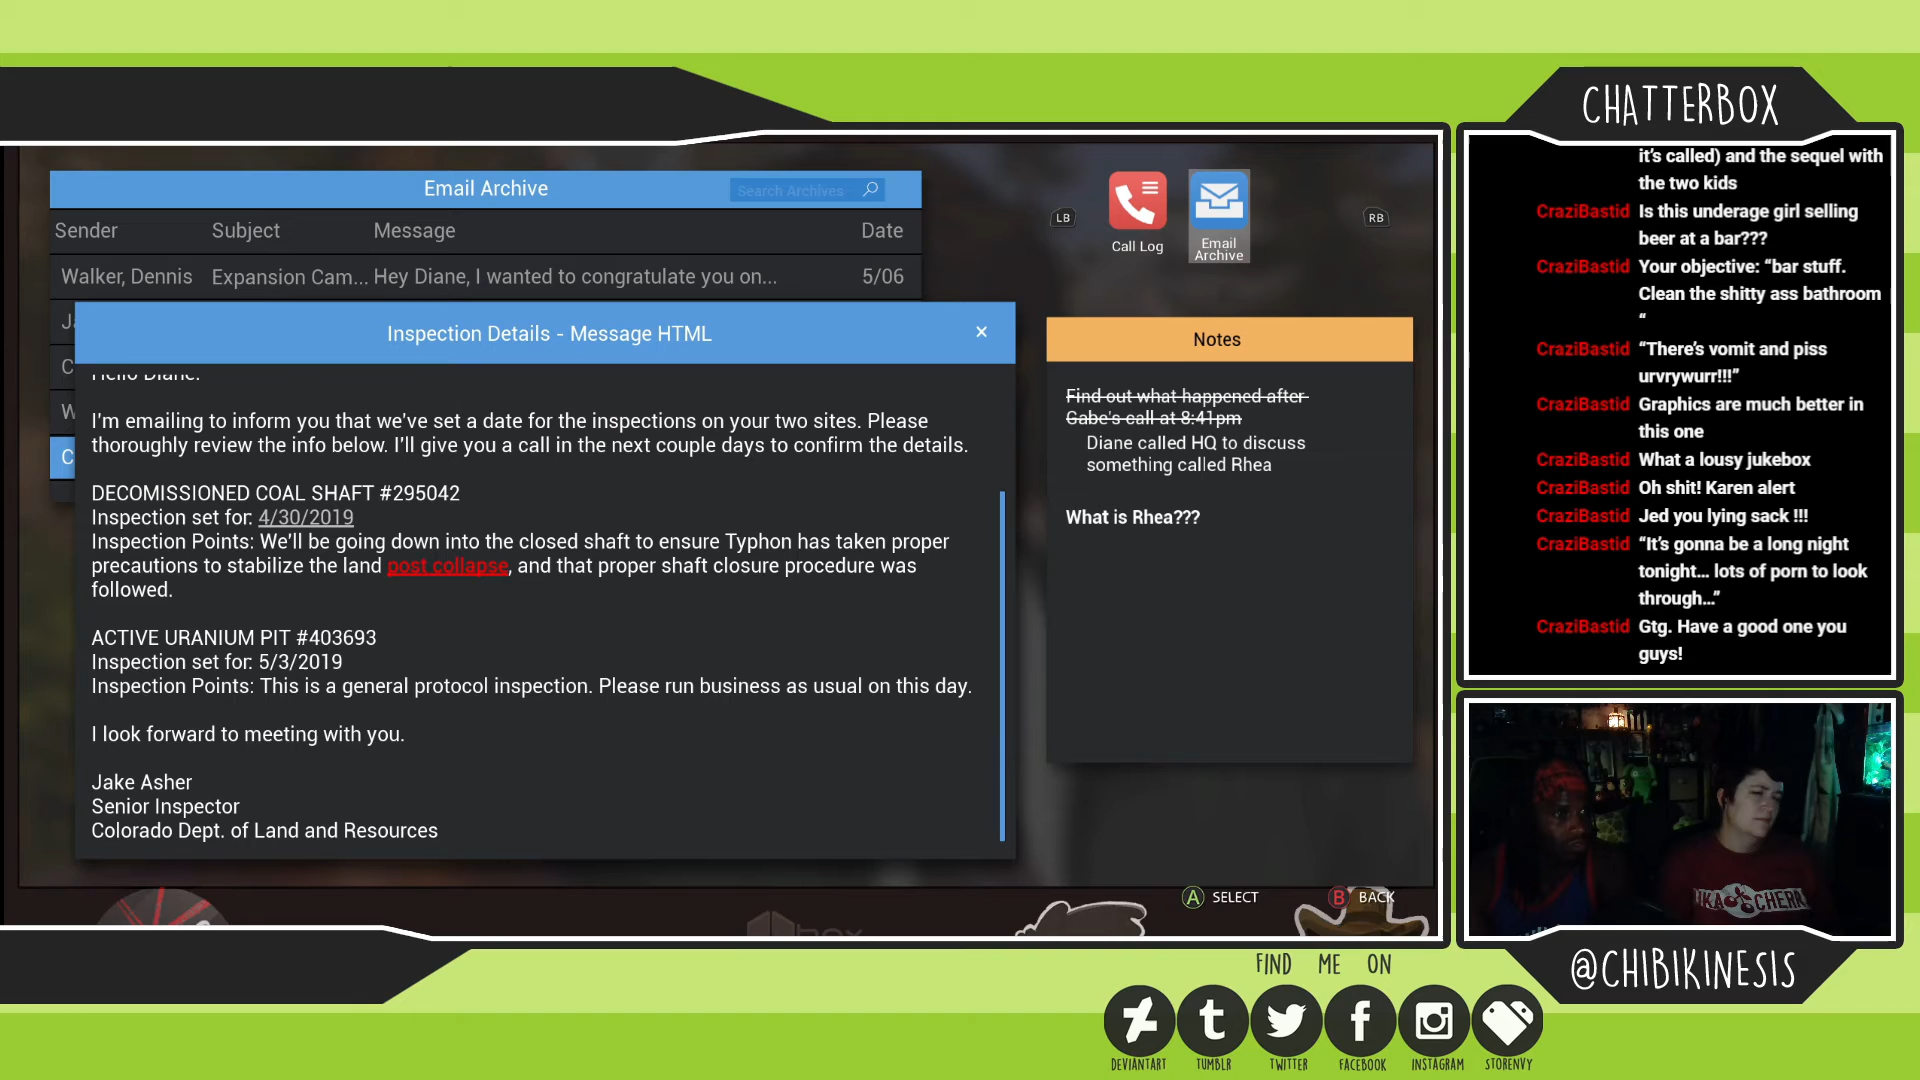 CHATTERBOX
Email Archive
Search Archives
Sender Subject Message Date
Walker, Dennis Expansion Cam... Hey Diane, I wanted to congratulate you on... 5/06
Inspection Details - Message HTML
×
Hello Diane.
I'm emailing to inform you that we've set a date for the inspections on your two sites. Please
thoroughly review the info below. I'll give you a call in the next couple days to confirm the details.
DECOMISSIONED COAL SHAFT #295042
Inspection set for: 4/30/2019
Inspection Points: We'll be going down into the closed shaft to ensure Typhon has taken proper
precautions to stabilize the land post collapse, and that proper shaft closure procedure was
followed.
ACTIVE URANIUM PIT #403693
Inspection set for: 5/3/2019
Inspection Points: This is a general protocol inspection. Please run business as usual on this day.
I look forward to meeting with you.
Jake Asher
Senior Inspector
Colorado Dept. of Land and Resources
LB
Call Log
Email
Archive
RB
Notes
Find out what happened after
Gabe's call at 8:41pm
Diane called HQ to discuss
something called Rhea
What is Rhea???
A SELECT
B BACK
it's called) and the sequel with
the two kids
CraziBastid Is this underage girl selling
beer at a bar???
CraziBastid Your objective: “bar stuff.
Clean the shitty ass bathroom
“
CraziBastid “There's vomit and piss
urvrywurr!!!”
CraziBastid Graphics are much better in
this one
CraziBastid What a lousy jukebox
CraziBastid Oh shit! Karen alert
CraziBastid Jed you lying sack !!!
CraziBastid “It's gonna be a long night
tonight... lots of porn to look
through...”
CraziBastid Gtg. Have a good one you
guys!
@CHIBIKINESIS
FIND ME ON
DEVIANTART TUMBLR TWITTER FACEBOOK INSTAGRAM STORENVY